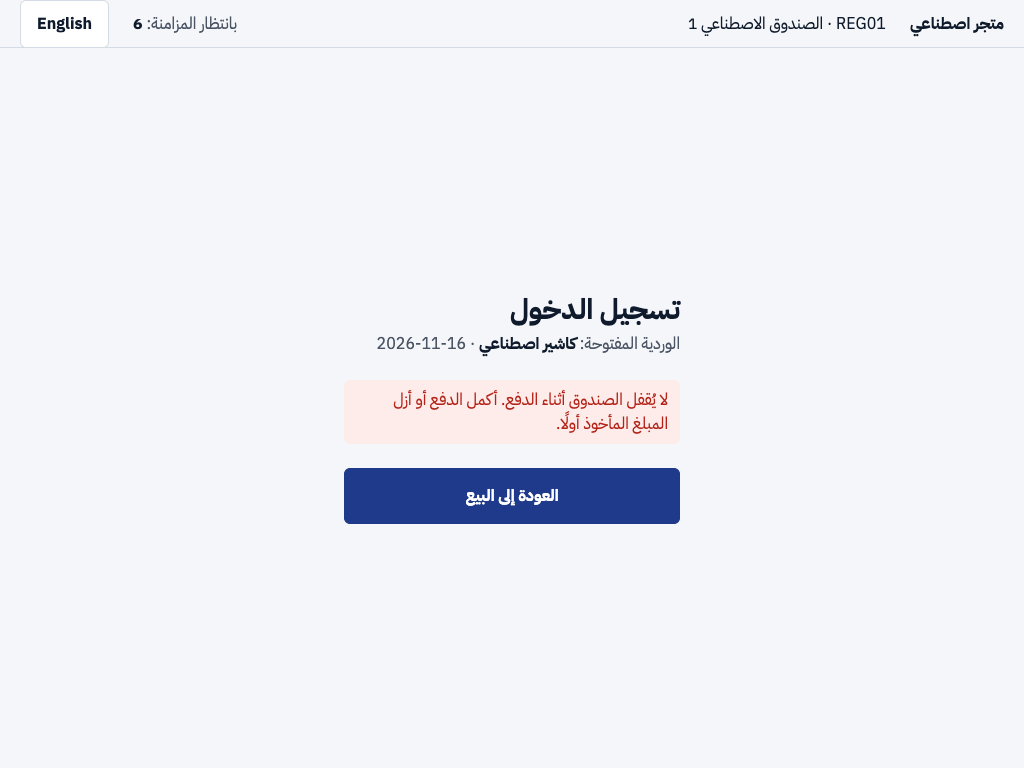 متجر اصطناعي
REG01 · الصندوق الاصطناعي 1
بانتظار المزامنة: 6
English
تسجيل الدخول
الوردية المفتوحة: كاشير اصطناعي · 2026-11-16
لا يُقفل الصندوق أثناء الدفع. أكمل الدفع أو أزل
المبلغ المأخوذ أولًا.
العودة إلى البيع